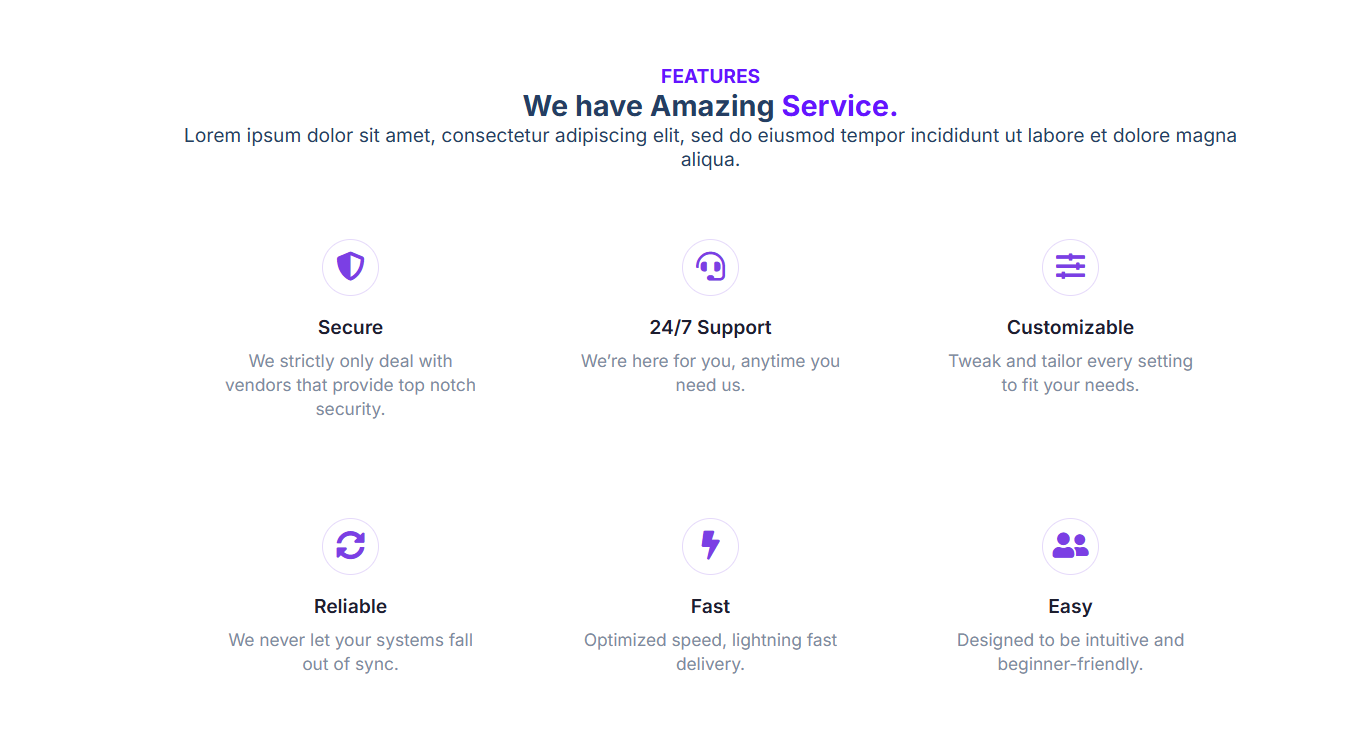 FEATURES
We have Amazing Service.
Lorem ipsum dolor sit amet, consectetur adipiscing elit, sed do eiusmod tempor incididunt ut labore et dolore magna
aliqua.
Secure
We strictly only deal with
vendors that provide top notch
security.
24/7 Support
We’re here for you, anytime you
need us.
Customizable
Tweak and tailor every setting
to fit your needs.
Reliable
We never let your systems fall
out of sync.
Fast
Optimized speed, lightning fast
delivery.
Easy
Designed to be intuitive and
beginner-friendly.